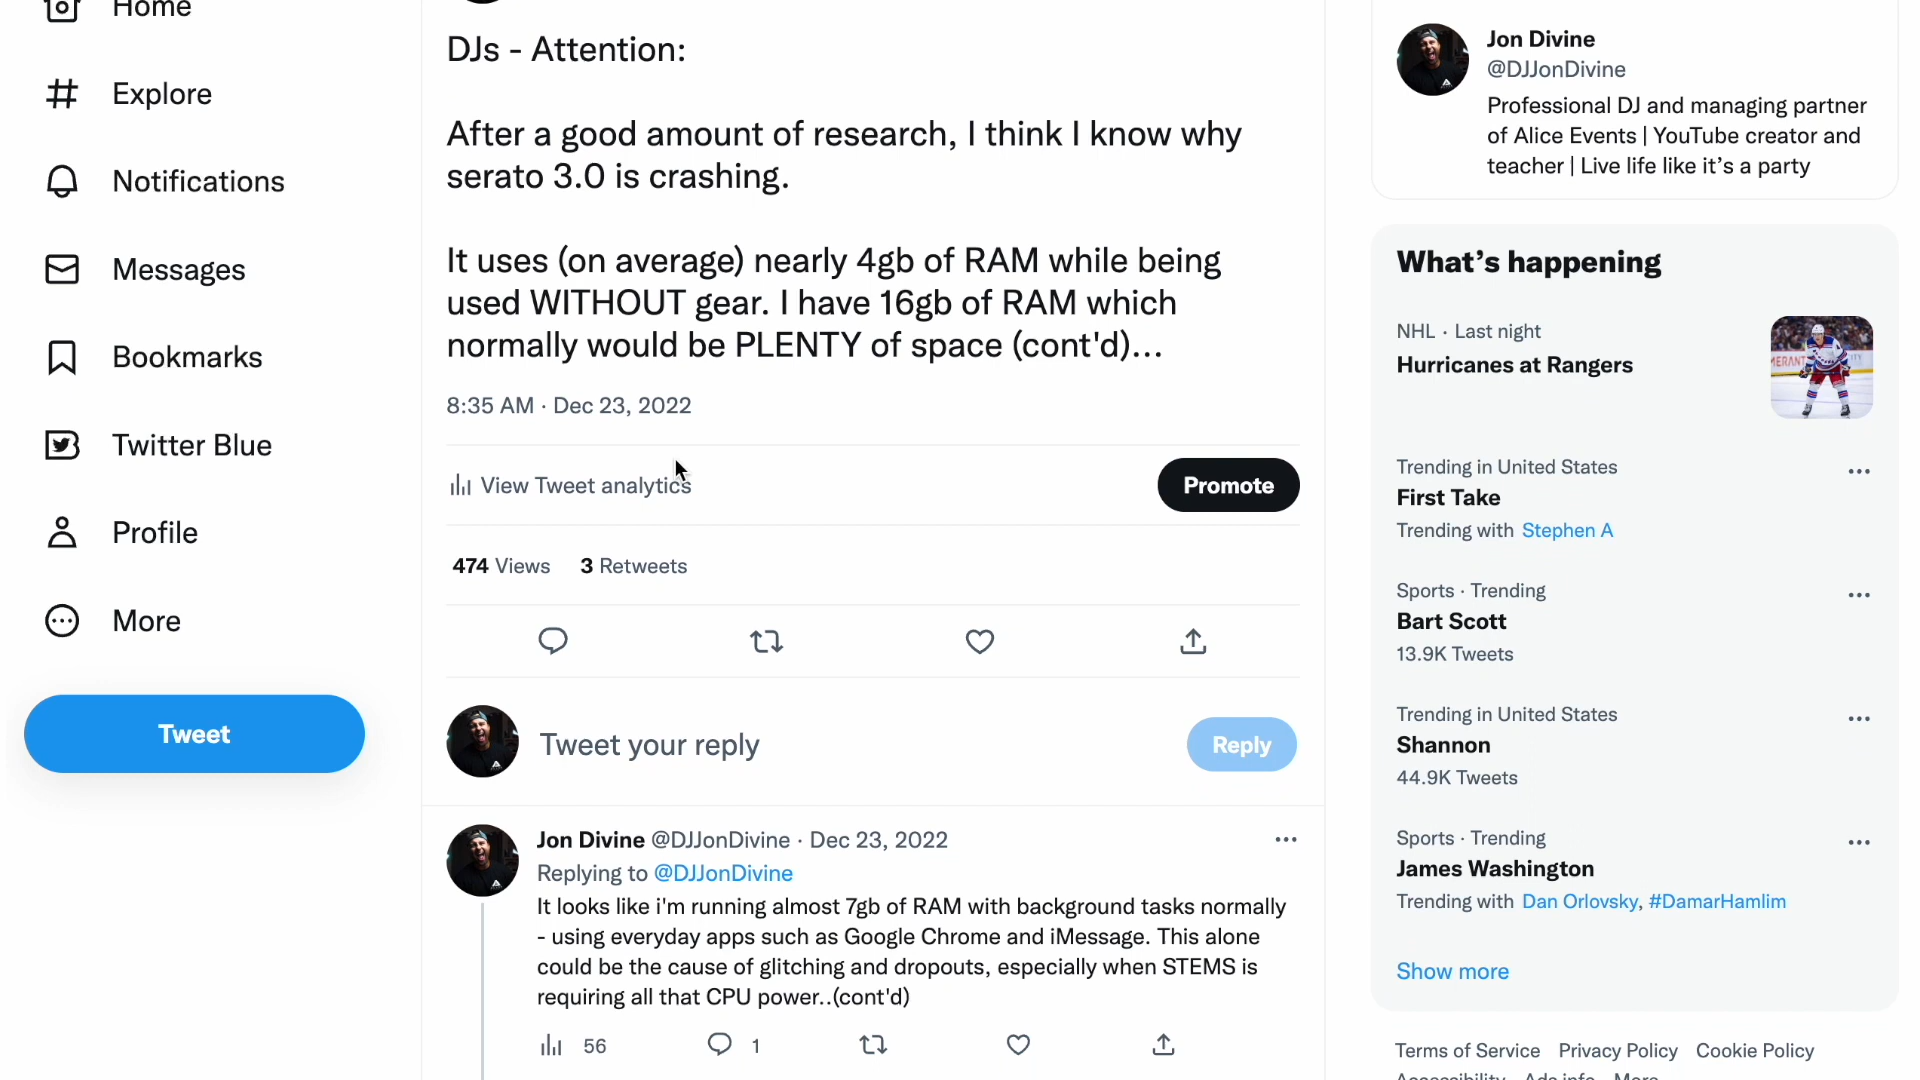 Home
Explore
Notifications
Messages
Bookmarks
Twitter Blue
Profile
More
Tweet
DJs - Attention:
After a good amount of research, I think I know why
serato 3.0 is crashing.
It uses (on average) nearly 4gb of RAM while being
used WITHOUT gear. I have 16gb of RAM which
normally would be PLENTY of space (cont'd)...
8:35 AM · Dec 23, 2022
View Tweet analytics
Promote
474 Views 3 Retweets
Tweet your reply
Reply
Jon Divine @DJJonDivine · Dec 23, 2022
Replying to @DJJonDivine
It looks like i'm running almost 7gb of RAM with background tasks normally
- using everyday apps such as Google Chrome and iMessage. This alone
could be the cause of glitching and dropouts, especially when STEMS is
requiring all that CPU power..(cont'd)
56 1
Jon Divine
@DJJonDivine
Professional DJ and managing partner
of Alice Events | YouTube creator and
teacher | Live life like it's a party
What's happening
NHL · Last night
Hurricanes at Rangers
Trending in United States
First Take
Trending with Stephen A
Sports · Trending
Bart Scott
13.9K Tweets
Trending in United States
Shannon
44.9K Tweets
Sports · Trending
James Washington
Trending with Dan Orlovsky, #DamarHamlim
Show more
Terms of Service Privacy Policy Cookie Policy
Accessibility Ads info More